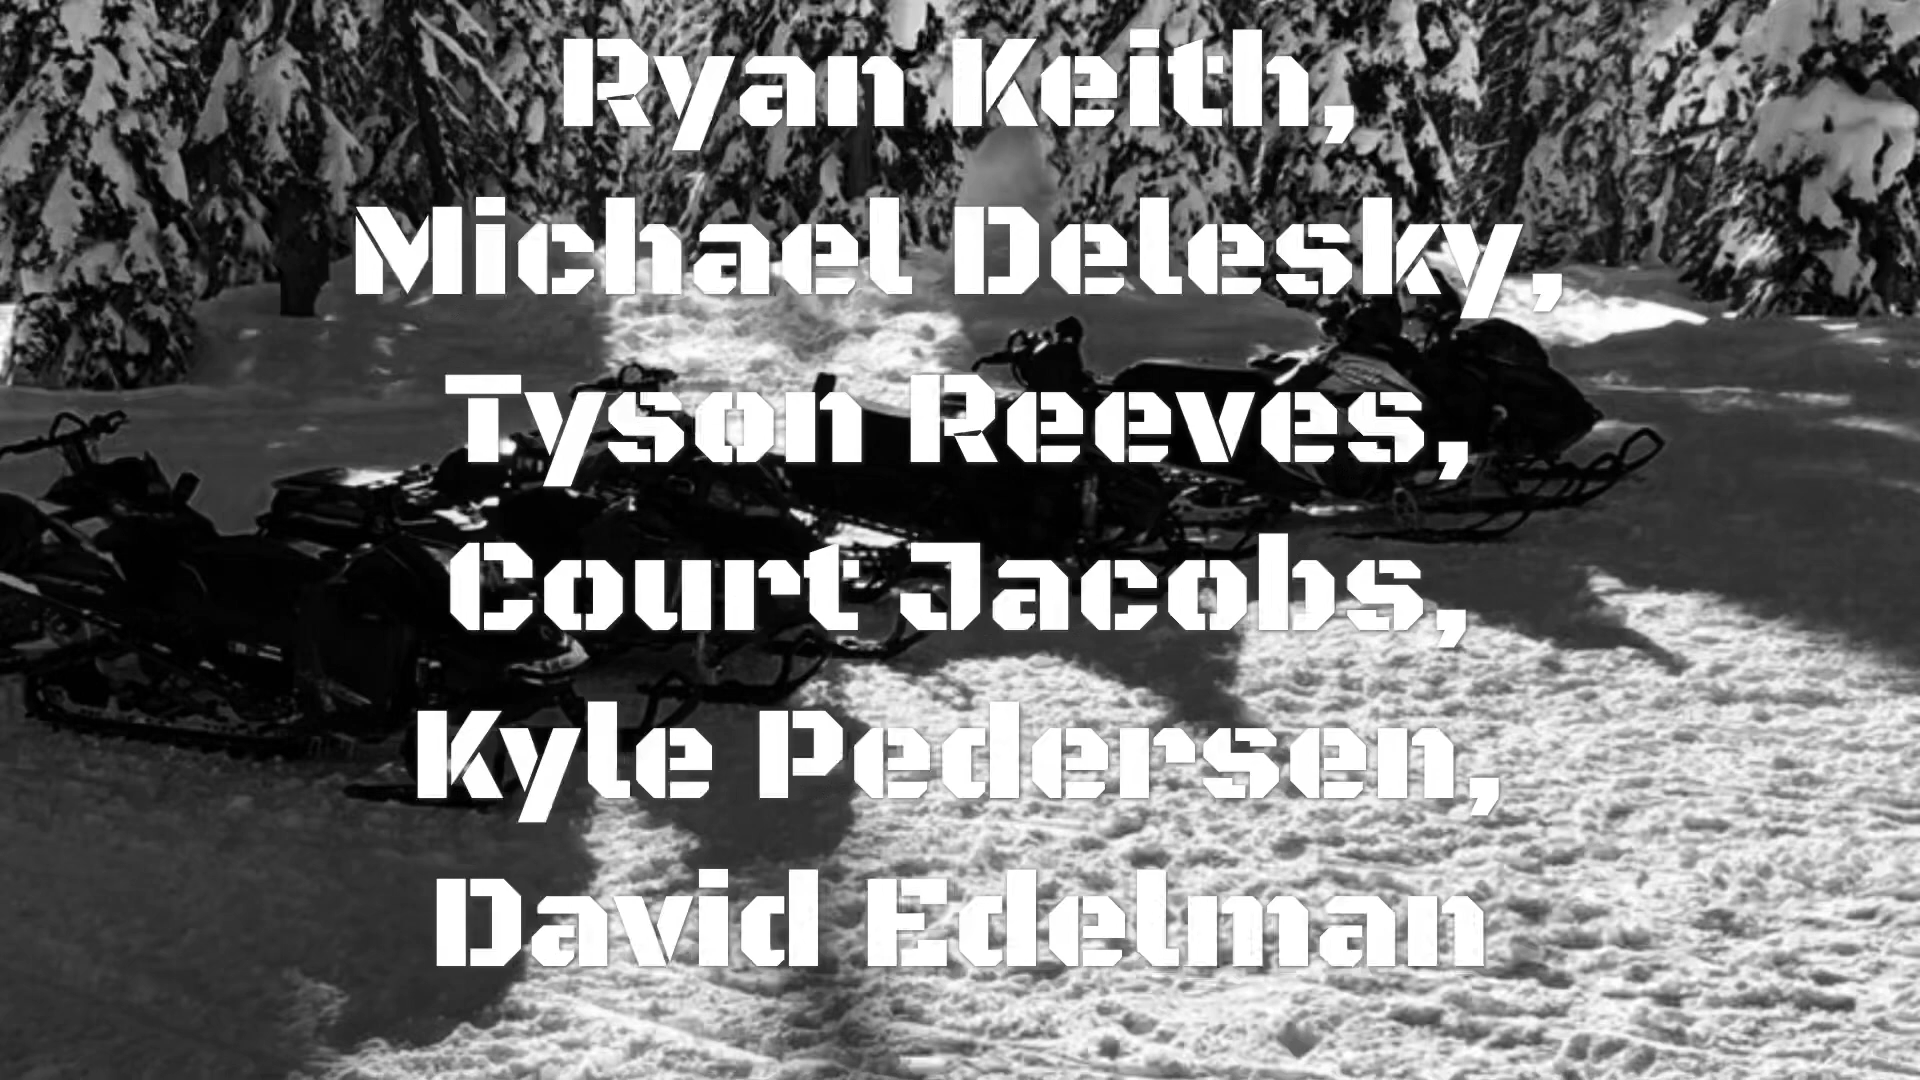 Ryan Keith,
Michael Delesky,
Tyson Reeves,
Court Jacobs,
Kyle Pedersen,
David Edelman